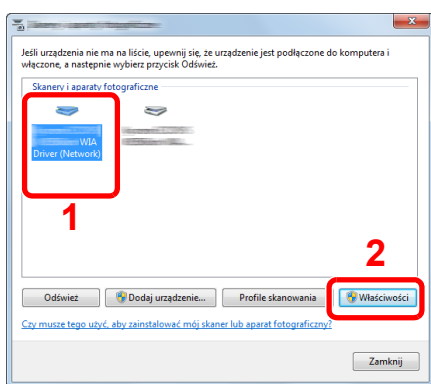 Jeśli urządzenia nie ma na liście, upewnij się, że urządzenie jest podłączone do komputera i
włączone, a następnie wybierz przycisk Odśwież.
Skanery i aparaty fotograficzne
WIA
Driver (Network)
1
2
Odśwież
Dodaj urządzenie...
Profile skanowania
Właściwości
Czy muszę tego użyć, aby zainstalować mój skaner lub aparat fotograficzny?
Zamknij